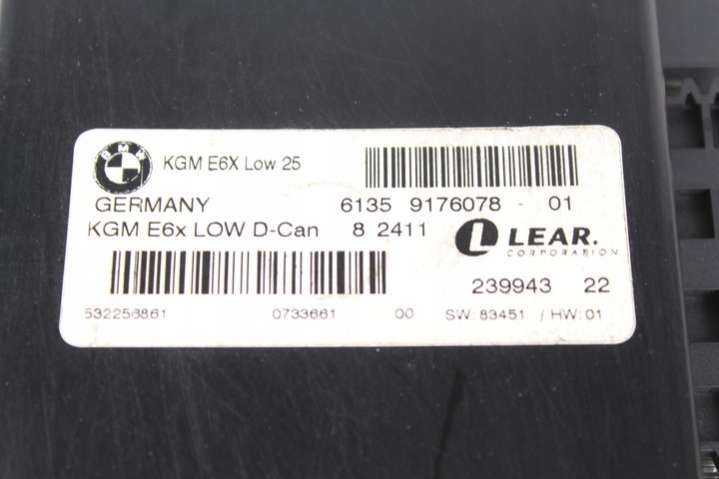 BMW
KGM E6X Low 25
GERMANY 6135 9176078 - 01
KGM E6x LOW D-Can 8 2411
LEAR.
CORPORATION
239943 22
532256861 0733661 00 SW: 83451 / HW: 01